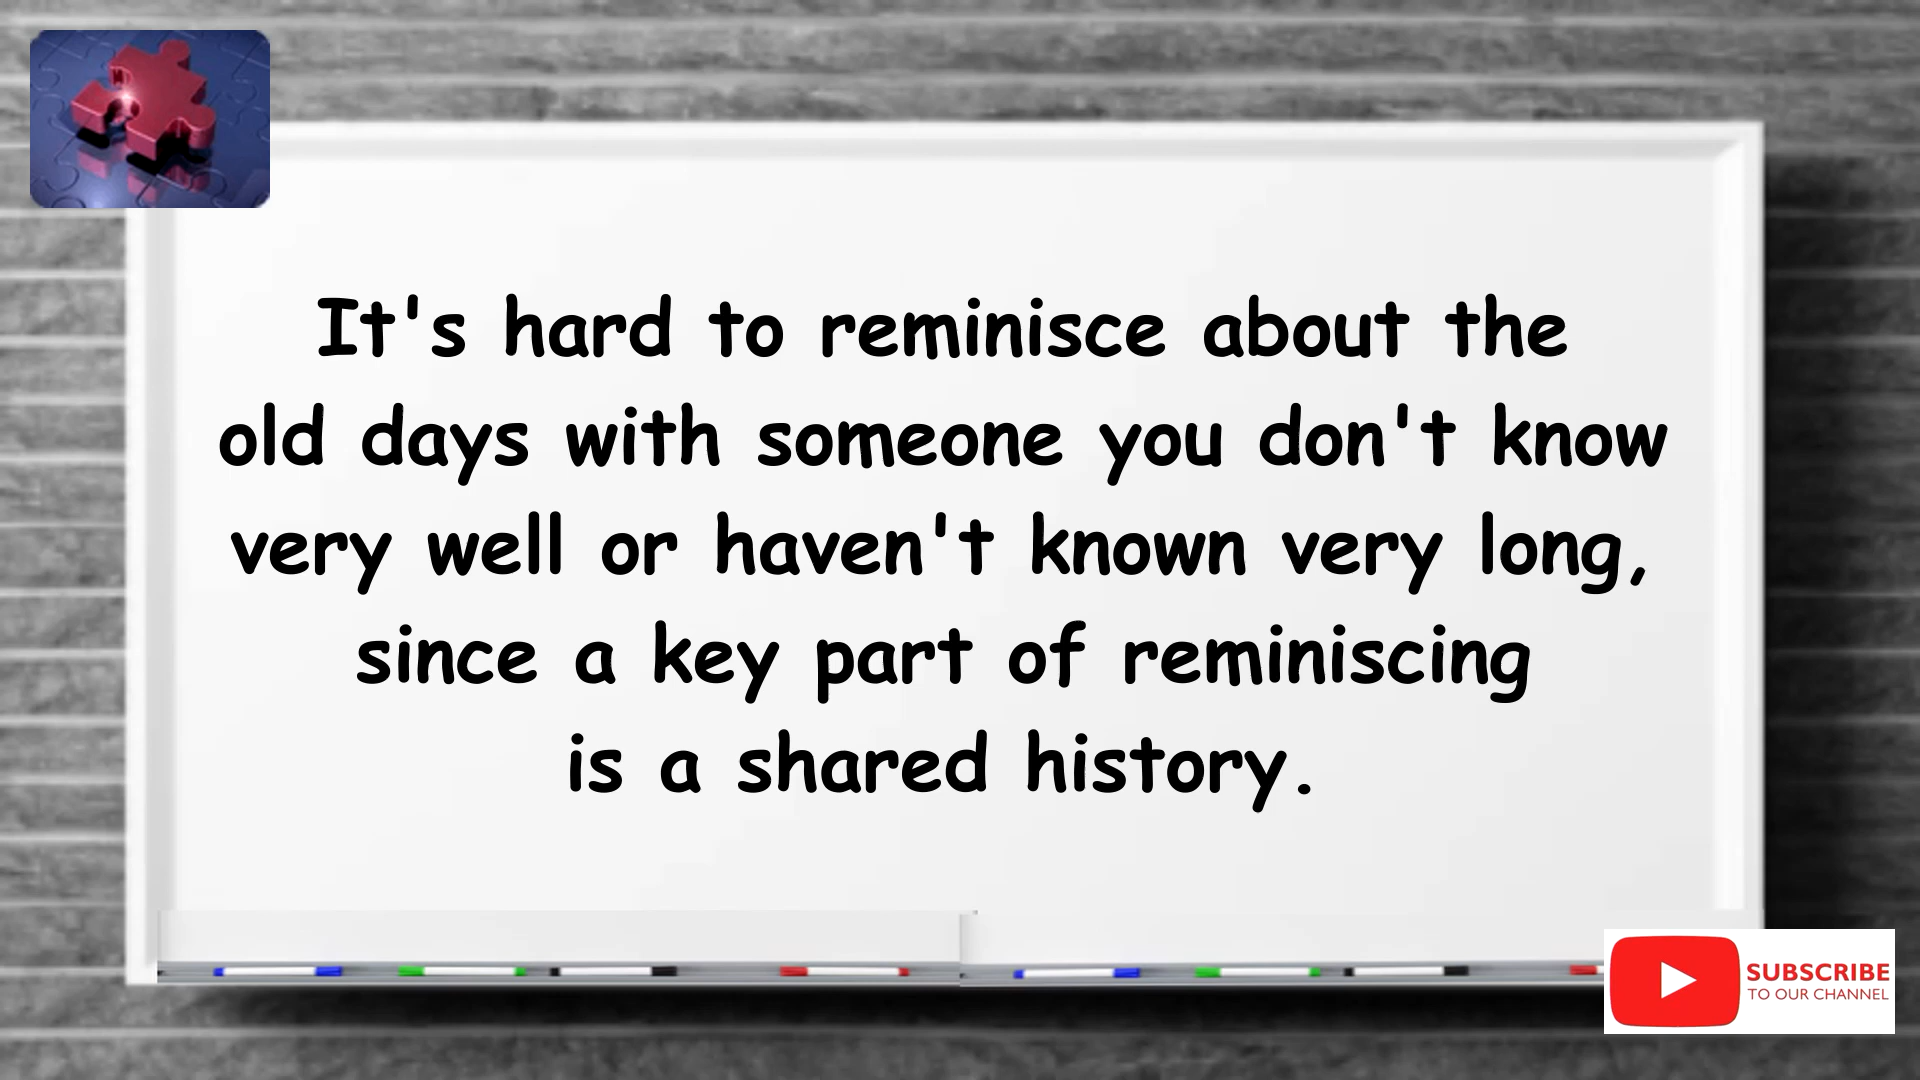 It's hard to reminisce about the
old days with someone you don't know
very well or haven't known very long,
since a key part of reminiscing
is a shared history.
SUBSCRIBE
TO OUR CHANNEL